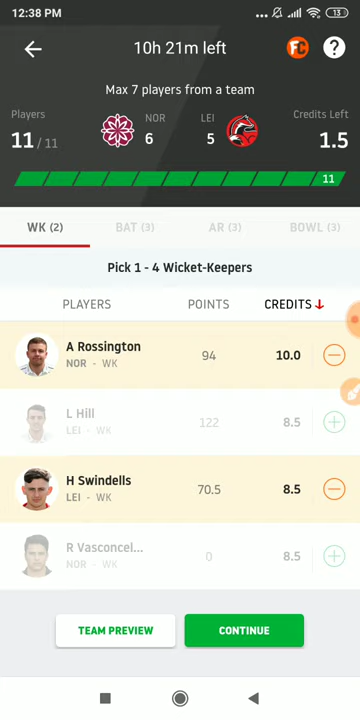 12:38 PM
13
10h 21m left
FC
?
Max 7 players from a team
Players
NOR
LEI
Credits Left
11 / 11
6
5
1.5
11
WK (2)
BAT (3)
AR (3)
BOWL (3)
Pick 1 - 4 Wicket-Keepers
PLAYERS
POINTS
CREDITS
A Rossington
NOR - WK
94
10.0
L Hill
LEI - WK
122
8.5
H Swindells
LEI - WK
70.5
8.5
R Vasconcel...
NOR - WK
0
8.5
TEAM PREVIEW
CONTINUE